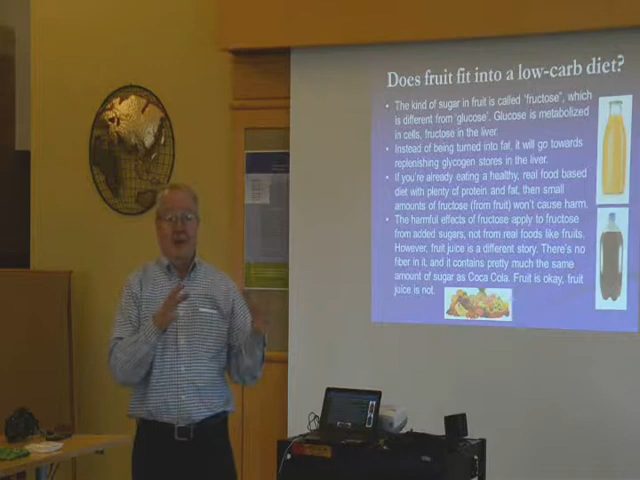 Does fruit fit into a low-carb diet?
• The kind of sugar in fruit is called 'fructose", which
is different from 'glucose'. Glucose is metabolized
in cells, fructose in the liver.
• Instead of being turned into fat, it will go towards
replenishing glycogen stores in the liver.
• If you're already eating a healthy, real food based
diet with plenty of protein and fat, then small
amounts of fructose (from fruit) won't cause harm.
• The harmful effects of fructose apply to fructose
from added sugars, not from real foods like fruits.
However, fruit juice is a different story. There's no
fiber in it, and it contains pretty much the same
amount of sugar as Coca Cola. Fruit is okay, fruit
juice is not.